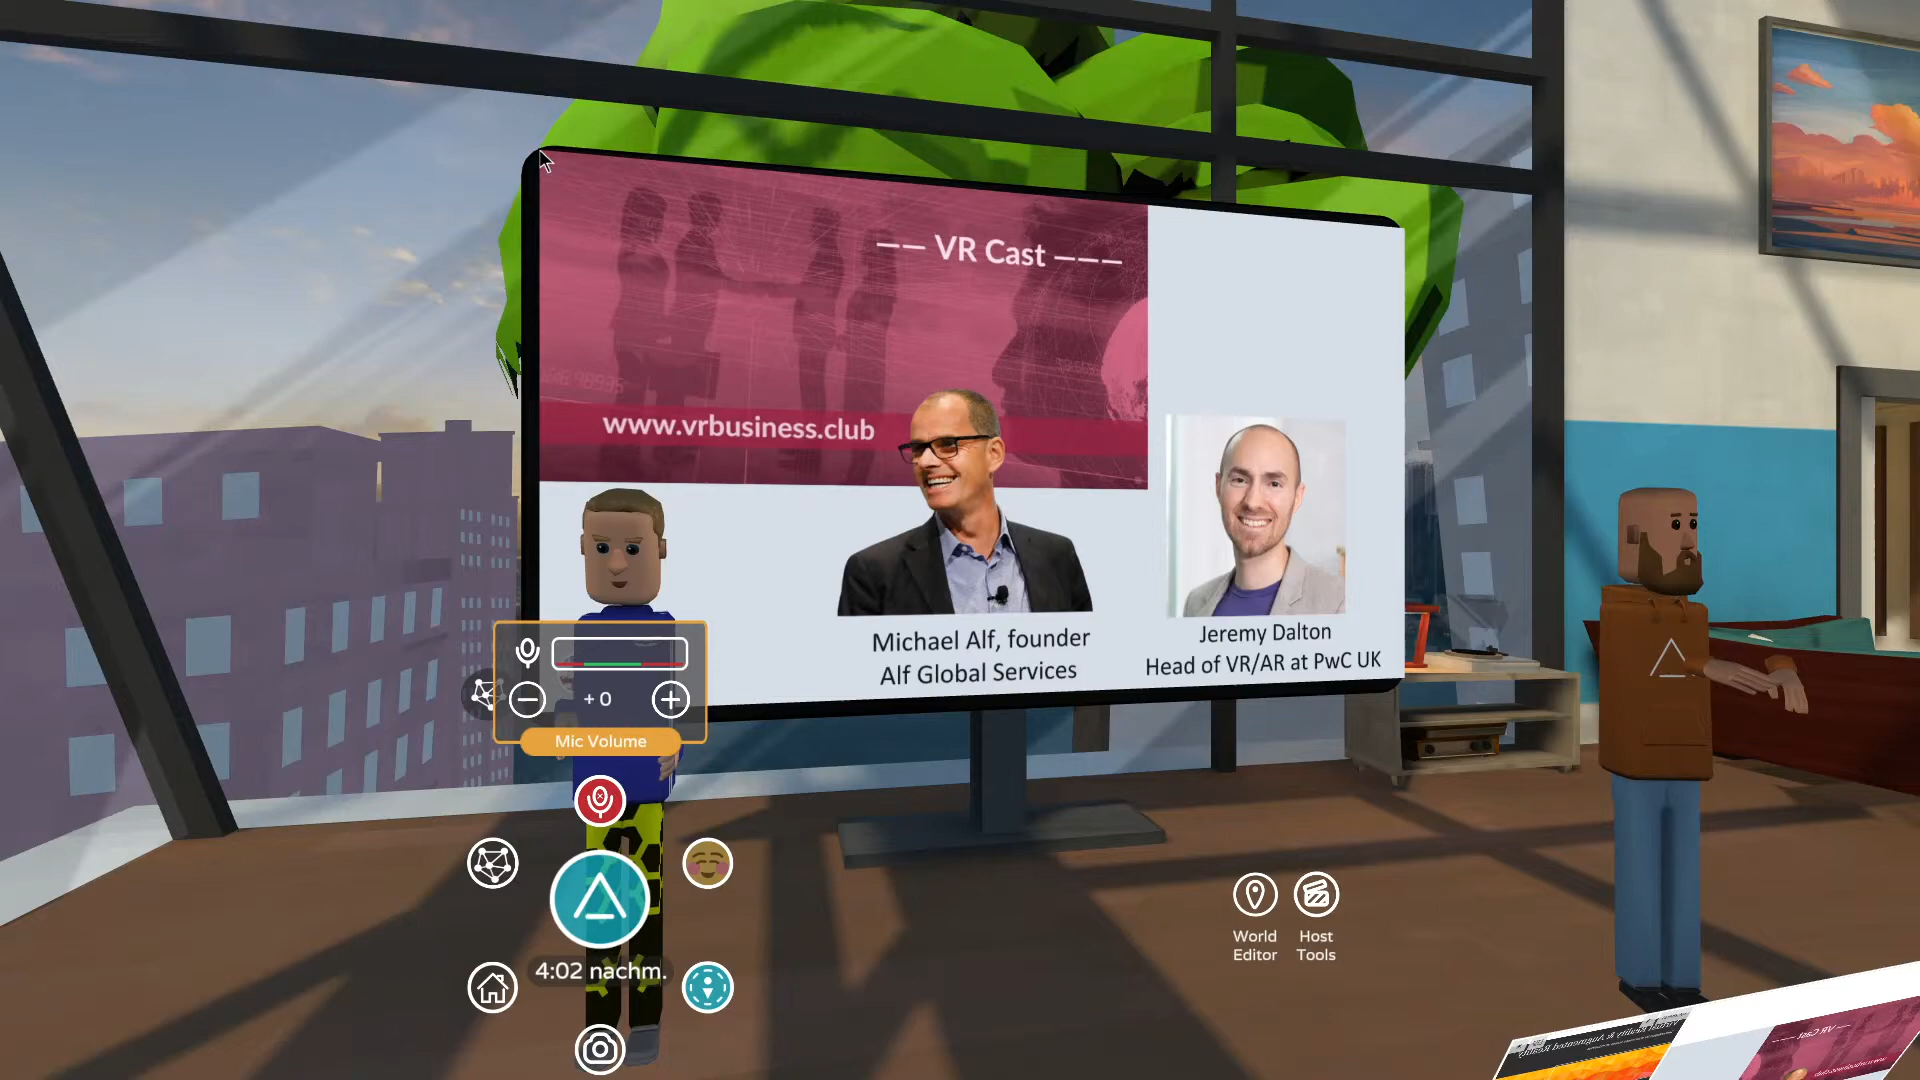 —— VR Cast ———
www.vrbusiness.club
Michael Alf, founder
Alf Global Services
Jeremy Dalton
Head of VR/AR at PwC UK
+ 0
Mic Volume
4:02 nachm.
World
Editor
Host
Tools